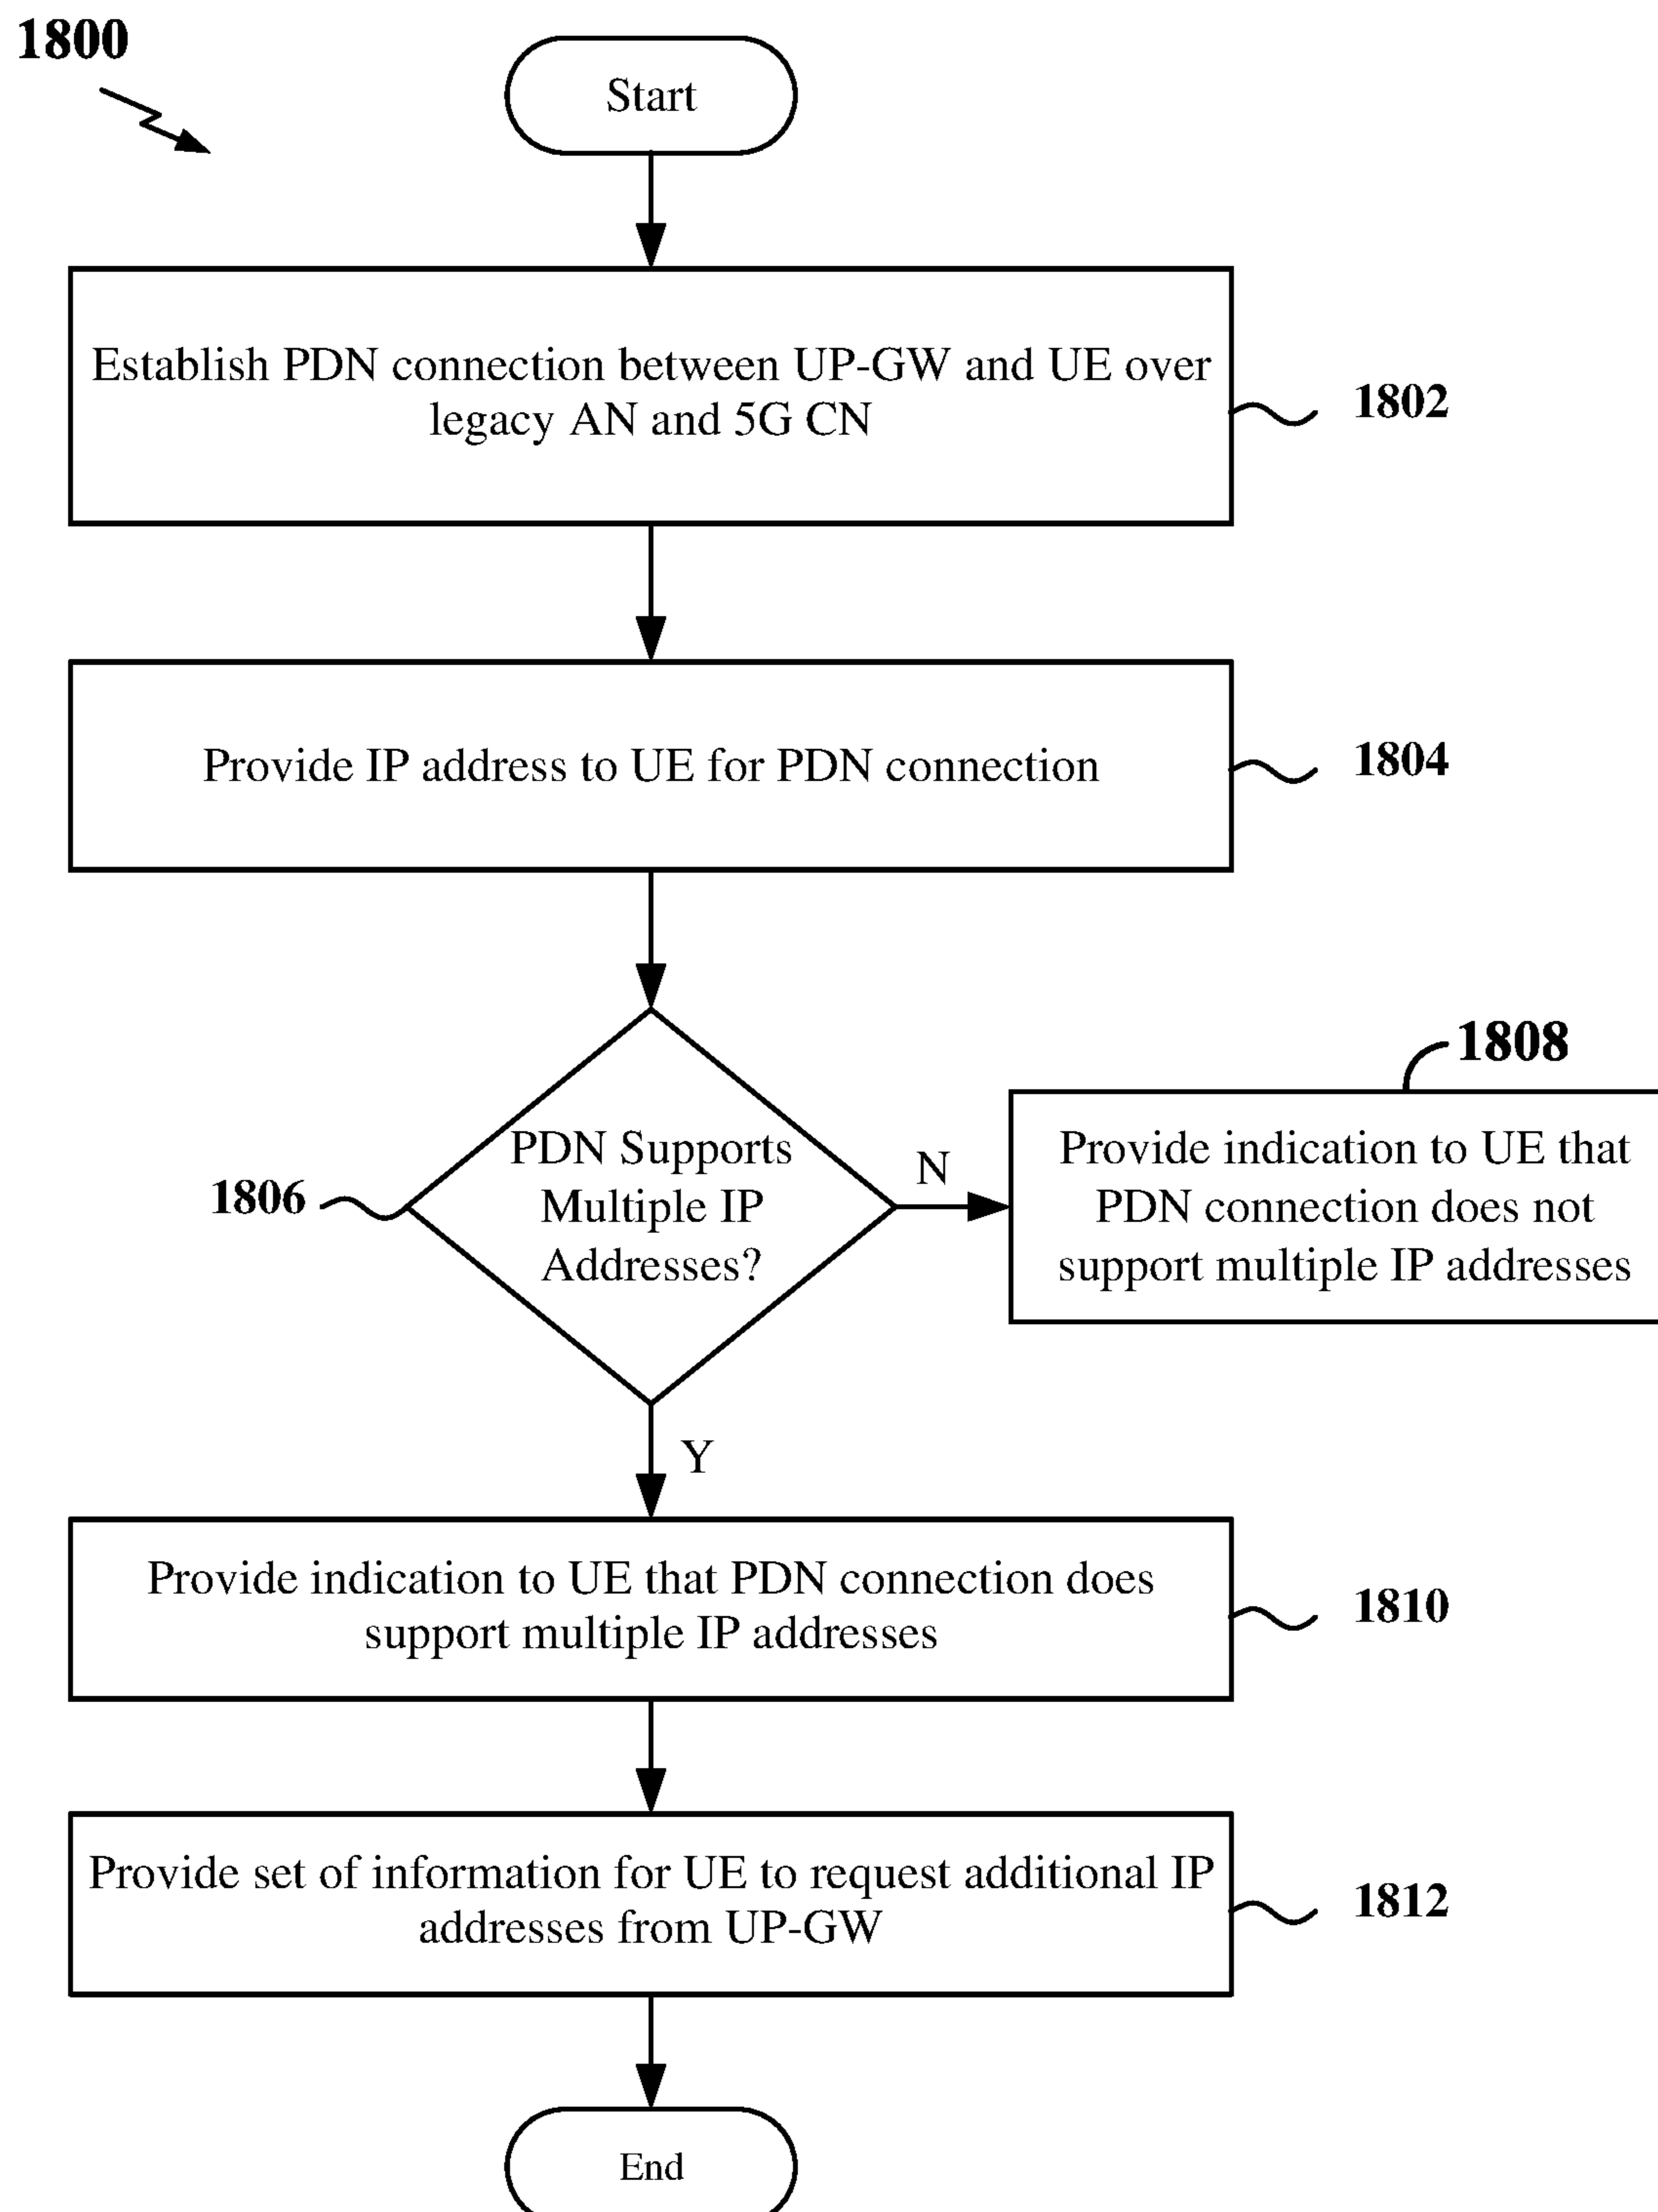 1800
Start
Establish PDN connection between UP-GW and UE over
legacy AN and 5G CN
1802
Provide IP address to UE for PDN connection
1804
PDN Supports
Multiple IP
Addresses?
1806
N
1808
Provide indication to UE that
PDN connection does not
support multiple IP addresses
Y
Provide indication to UE that PDN connection does
support multiple IP addresses
1810
Provide set of information for UE to request additional IP
addresses from UP-GW
1812
End